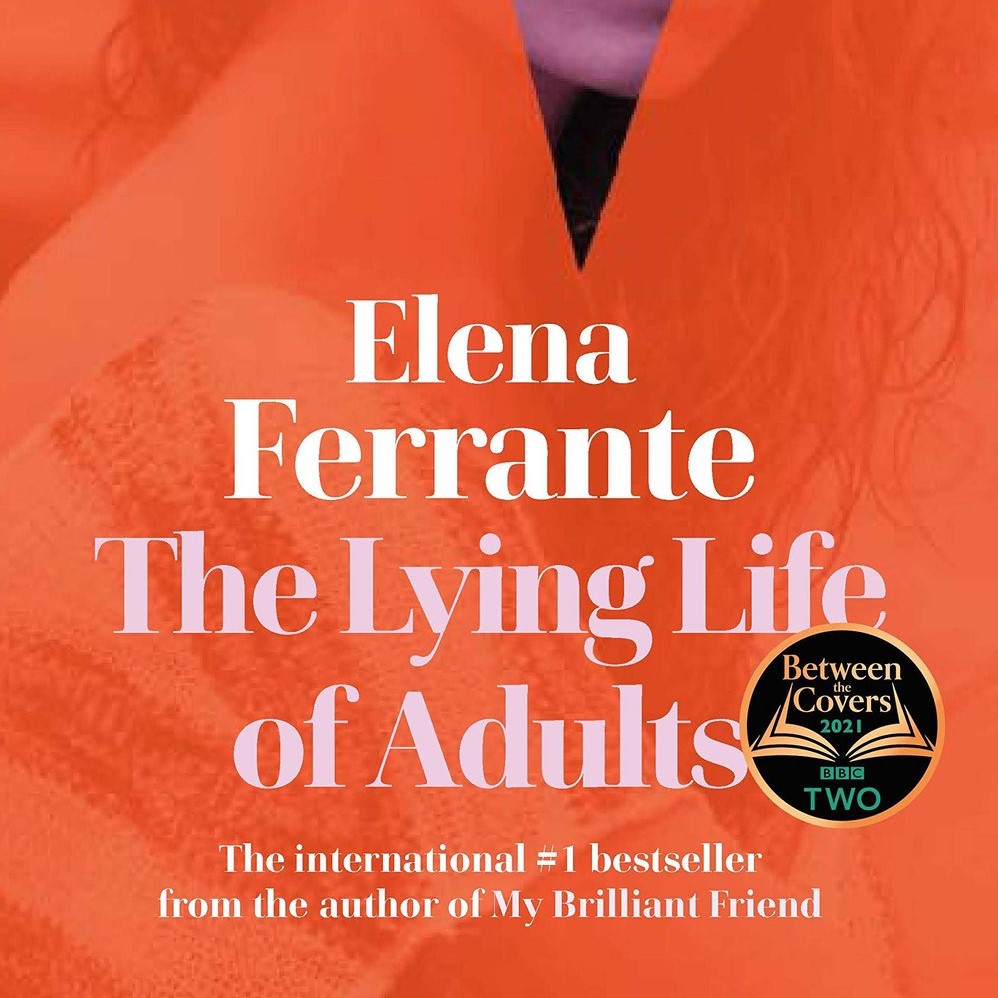 Elena
Ferrante
The Lying Life
of Adults
Between
the
Covers
2021
BBC
TWO
The international #1 bestseller
from the author of My Brilliant Friend